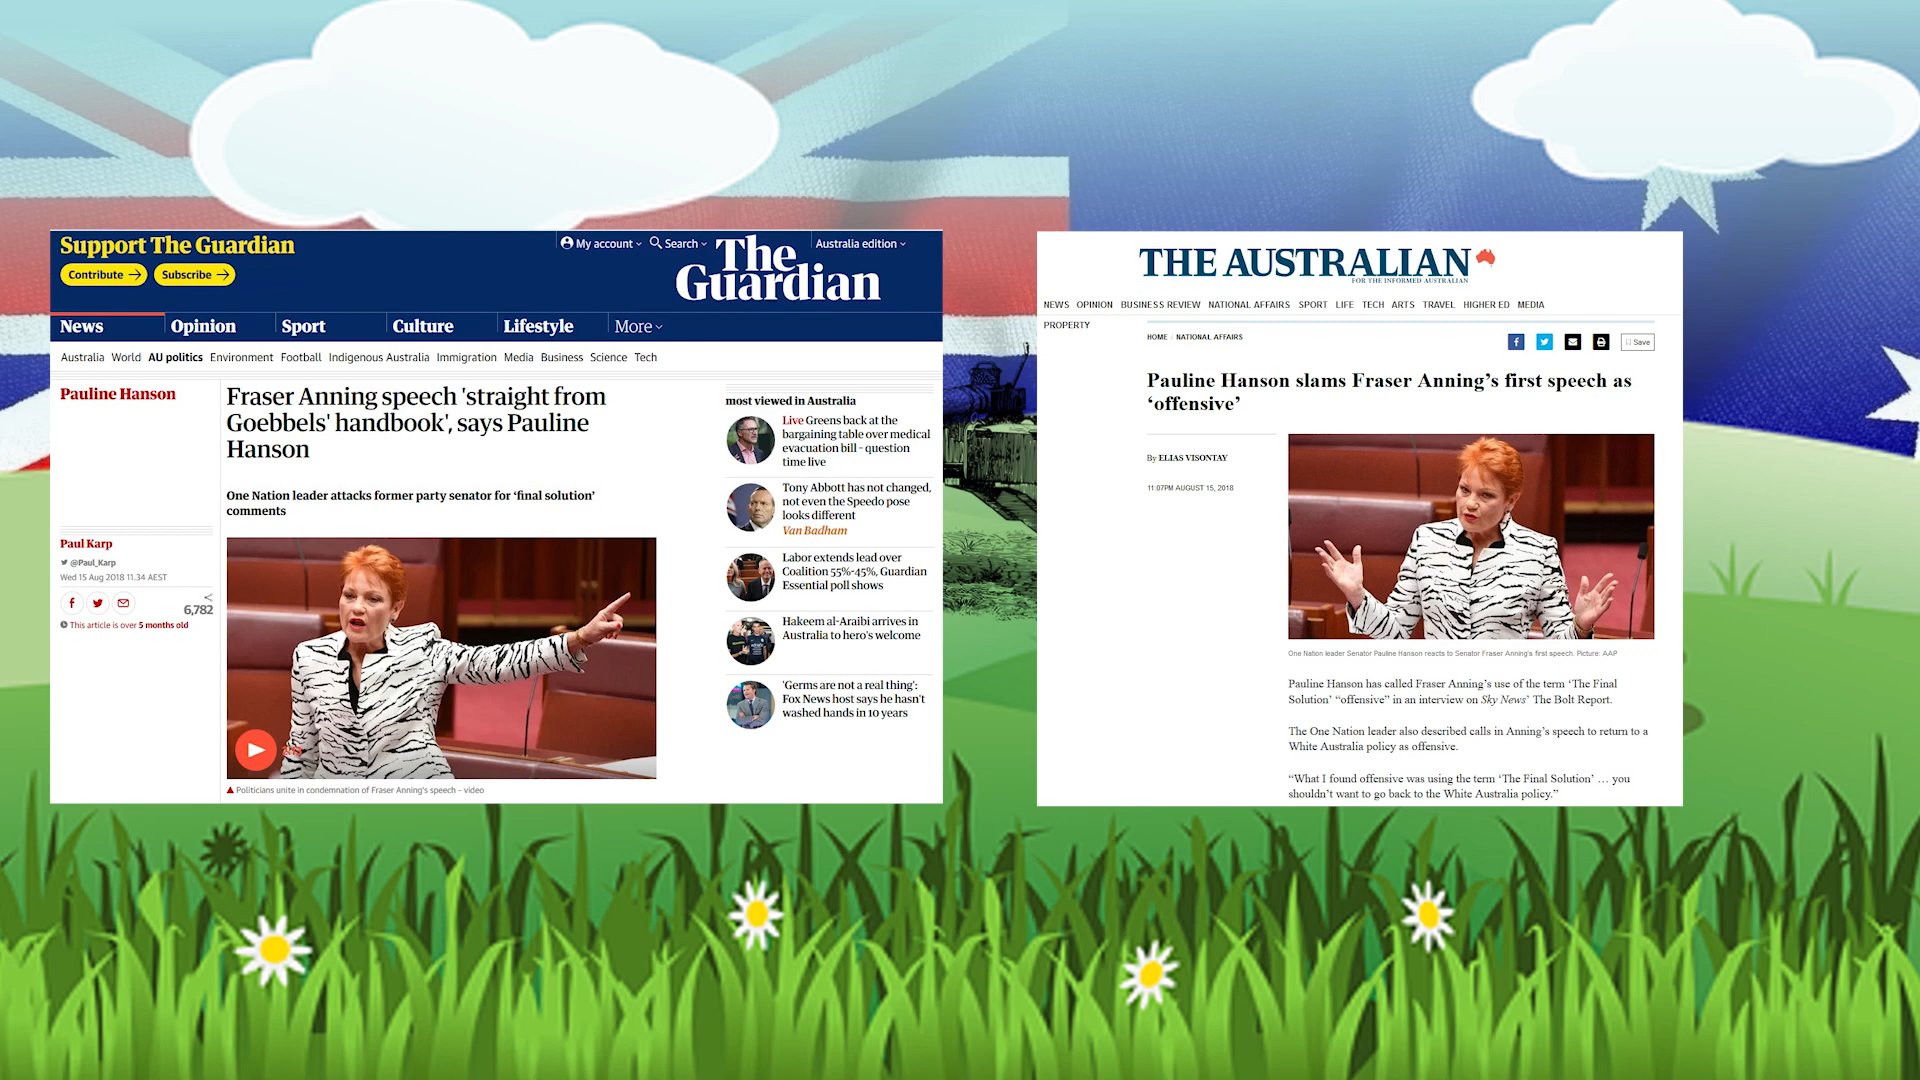 Support The Guardian
Contribute
Subscribe
My account
Search
Australia edition
The
Guardian
News
Opinion
Sport
Culture
Lifestyle
More
Australia World AU politics Environment Football Indigenous Australia Immigration Media Business Science Tech
Pauline Hanson
Fraser Anning speech 'straight from
Goebbels' handbook', says Pauline
Hanson
One Nation leader attacks former party senator for ‘final solution’
comments
Paul Karp
@Paul_Karp
Wed 15 Aug 2018 11.34 AEST
6,782
This article is over 5 months old
Politicians unite in condemnation of Fraser Anning's speech – video
most viewed in Australia
Live Greens back at the
bargaining table over medical
evacuation bill – question
time live
Tony Abbott has not changed,
not even the Speedo pose
looks different
Van Badham
Labor extends lead over
Coalition 55%-45%, Guardian
Essential poll shows
Hakeem al-Araibi arrives in
Australia to hero's welcome
'Germs are not a real thing':
Fox News host says he hasn't
washed hands in 10 years
THE AUSTRALIAN
FOR THE INFORMED AUSTRALIAN
NEWS OPINION BUSINESS REVIEW NATIONAL AFFAIRS SPORT LIFE TECH ARTS TRAVEL HIGHER ED MEDIA
PROPERTY
HOME NATIONAL AFFAIRS
Save
Pauline Hanson slams Fraser Anning’s first speech as
‘offensive’
By ELIAS VISONTAY
11:07PM AUGUST 15, 2018
One Nation leader Senator Pauline Hanson reacts to Senator Fraser Anning's first speech. Picture: AAP
Pauline Hanson has called Fraser Anning’s use of the term ‘The Final
Solution’ “offensive” in an interview on Sky News’ The Bolt Report.
The One Nation leader also described calls in Anning’s speech to return to a
White Australia policy as offensive.
“What I found offensive was using the term ‘The Final Solution’ … you
shouldn’t want to go back to the White Australia policy.”